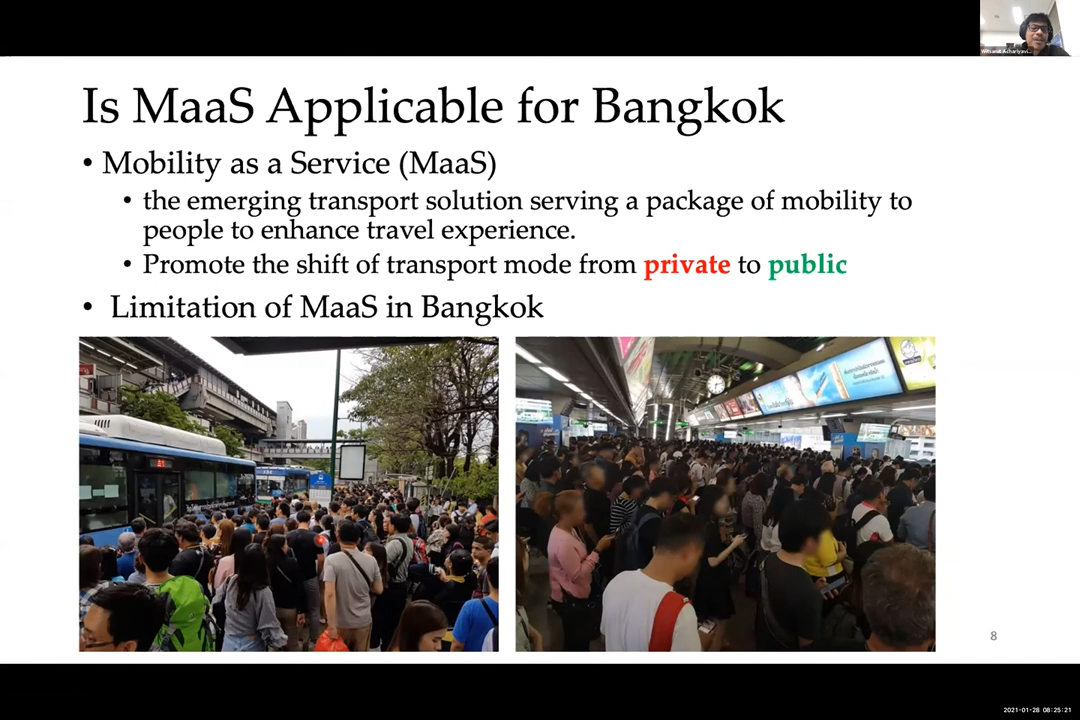 Witsarut Achariyavi...
Is MaaS Applicable for Bangkok
• Mobility as a Service (MaaS)
• the emerging transport solution serving a package of mobility to
people to enhance travel experience.
• Promote the shift of transport mode from private to public
• Limitation of MaaS in Bangkok
8
2021-01-28 08:25:21